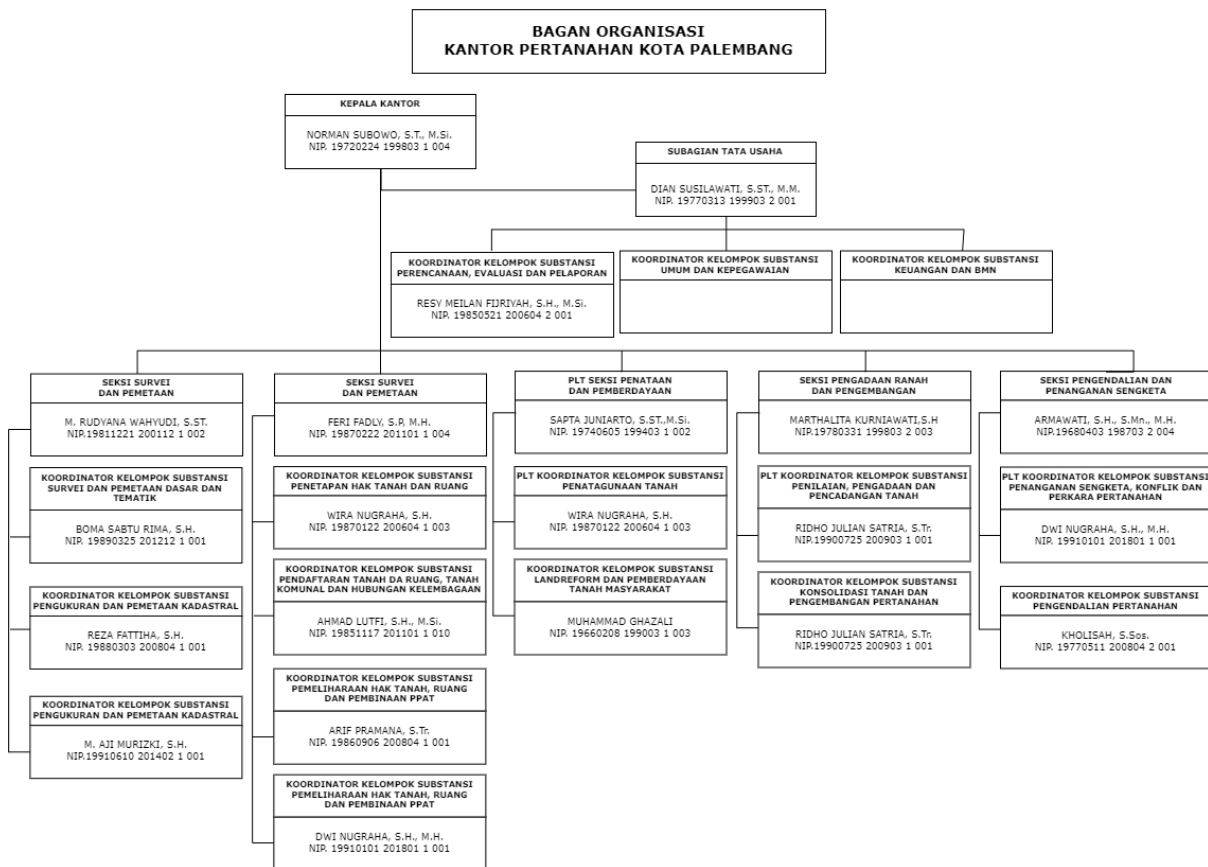 BAGAN ORGANISASI
KANTOR PERTANAHAN KOTA PALEMBANG
KEPALA KANTOR
NORMAN SUBOWO, S.T., M.Si.
NIP. 19720224 199803 1 004
SUBAGIAN TATA USAHA
DIAN SUSILAWATI, S.ST., M.M.
NIP. 19770313 199903 2 001
KOORDINATOR KELOMPOK SUBSTANSI
PERENCANAAN, EVALUASI DAN PELAPORAN
RESY MEILAN FIJRIYAH, S.H., M.Si.
NIP. 19850521 200604 2 001
KOORDINATOR KELOMPOK SUBSTANSI
UMUM DAN KEPEGAWAIAN
KOORDINATOR KELOMPOK SUBSTANSI
KEUANGAN DAN BMN
SEKSI SURVEI
DAN PEMETAAN
M. RUDYANA WAHYUDI, S.ST.
NIP.19811221 200112 1 002
KOORDINATOR KELOMPOK SUBSTANSI
SURVEI DAN PEMETAAN DASAR DAN
TEMATIK
BOMA SABTU RIMA, S.H.
NIP. 19890325 201212 1 001
KOORDINATOR KELOMPOK SUBSTANSI
PENGUKURAN DAN PEMETAAN KADASTRAL
REZA FATTIHA, S.H.
NIP. 19880303 200804 1 001
KOORDINATOR KELOMPOK SUBSTANSI
PENGUKURAN DAN PEMETAAN KADASTRAL
M. AJI MURIZKI, S.H.
NIP.19910610 201402 1 001
SEKSI SURVEI
DAN PEMETAAN
FERI FADLY, S.P, M.H.
NIP.19870222 201101 1 004
KOORDINATOR KELOMPOK SUBSTANSI
PENETAPAN HAK TANAH DAN RUANG
WIRA NUGRAHA, S.H.
NIP.19870122 200604 1 003
KOORDINATOR KELOMPOK SUBSTANSI
PENDAFTARAN TANAH DA RUANG, TANAH
KOMUNAL DAN HUBUNGAN KELEMBAGAAN
AHMAD LUTFI, S.H., M.Si.
NIP. 19851117 201101 1 010
KOORDINATOR KELOMPOK SUBSTANSI
PEMELIHARAAN HAK TANAH, RUANG
DAN PEMBINAAN PPAT
ARIF PRAMANA, S.Tr.
NIP. 19860906 200804 1 001
KOORDINATOR KELOMPOK SUBSTANSI
PEMELIHARAAN HAK TANAH, RUANG
DAN PEMBINAAN PPAT
DWI NUGRAHA, S.H., M.H.
NIP. 19910101 201801 1 001
PLT SEKSI PENATAAN
DAN PEMBERDAYAAN
SAPTA JUNIARTO, S.ST.,M.Si.
NIP. 19740605 199403 1 002
PLT KOORDINATOR KELOMPOK SUBSTANSI
PENATAGUNAAN TANAH
WIRA NUGRAHA, S.H.
NIP. 19870122 200604 1 003
KOORDINATOR KELOMPOK SUBSTANSI
LANDREFORM DAN PEMBERDAYAAN
TANAH MASYARAKAT
MUHAMMAD GHAZALI
NIP. 19660208 199003 1 003
SEKSI PENGADAAN RANAH
DAN PENGEMBANGAN
MARTHALITA KURNIAWATI,S.H
NIP.19780331 199803 2 003
PLT KOORDINATOR KELOMPOK SUBSTANSI
PENILAIAN, PENGADAAN DAN
PENCADANGAN TANAH
RIDHO JULIAN SATRIA, S.Tr.
NIP.19900725 200903 1 001
KOORDINATOR KELOMPOK SUBSTANSI
KONSOLIDASI TANAH DAN
PENGEMBANGAN PERTANAHAN
RIDHO JULIAN SATRIA, S.Tr.
NIP.19900725 200903 1 001
SEKSI PENGENDALIAN DAN
PENANGANAN SENGKETA
ARMAWATI, S.H., S.Mn., M.H.
NIP.19680403 198703 2 004
PLT KOORDINATOR KELOMPOK SUBSTANSI
PENANGANAN SENGKETA, KONFLIK DAN
PERKARA PERTANAHAN
DWI NUGRAHA, S.H., M.H.
NIP. 19910101 201801 1 001
KOORDINATOR KELOMPOK SUBSTANSI
PENGENDALIAN PERTANAHAN
KHOLISAH, S.Sos.
NIP. 19770511 200804 2 001